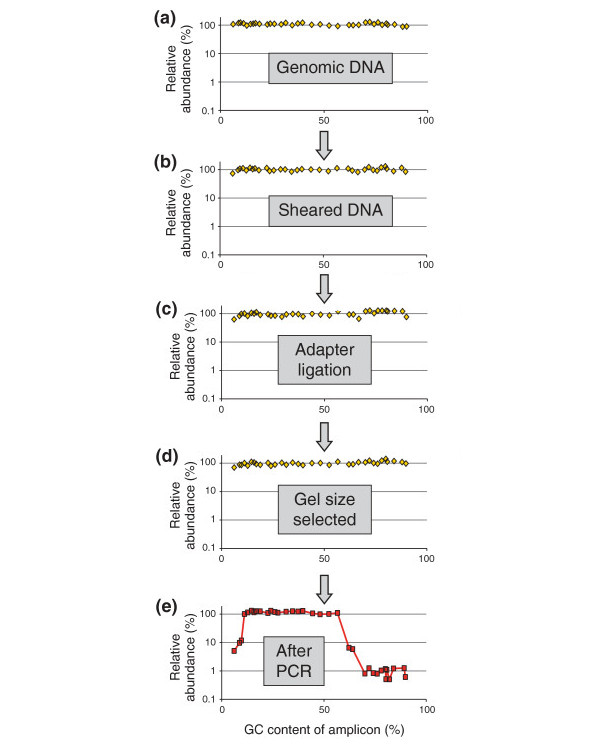 (a)
Relative
abundance (%)
100
10
1
0.1
Genomic DNA
0
50
100
(b)
Relative
abundance (%)
100
10
1
0.1
Sheared DNA
0
50
100
(c)
Relative
abundance (%)
100
10
1
0.1
Adapter
ligation
0
50
100
(d)
Relative
abundance (%)
100
10
1
0.1
Gel size
selected
0
50
100
(e)
Relative
abundance (%)
100
10
1
0.1
After
PCR
0
50
100
GC content of amplicon (%)